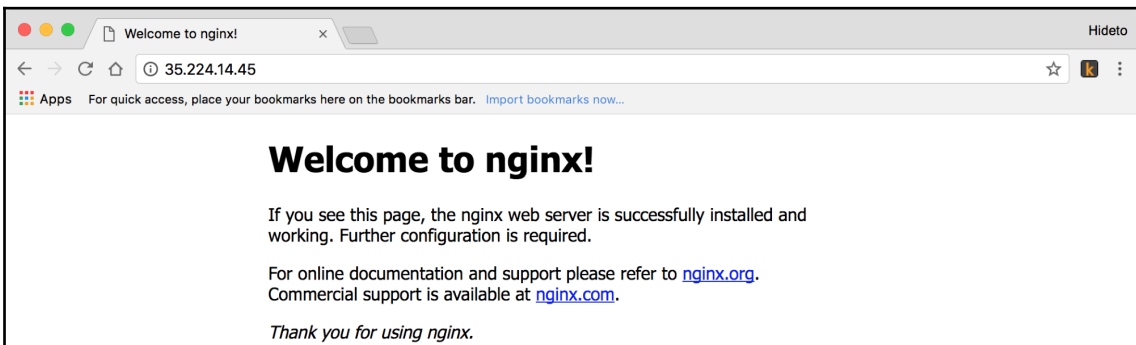 Welcome to nginx!
Hideto
35.224.14.45
k
Apps For quick access, place your bookmarks here on the bookmarks bar. Import bookmarks now...
Welcome to nginx!
If you see this page, the nginx web server is successfully installed and
working. Further configuration is required.
For online documentation and support please refer to nginx.org.
Commercial support is available at nginx.com.
Thank you for using nginx.